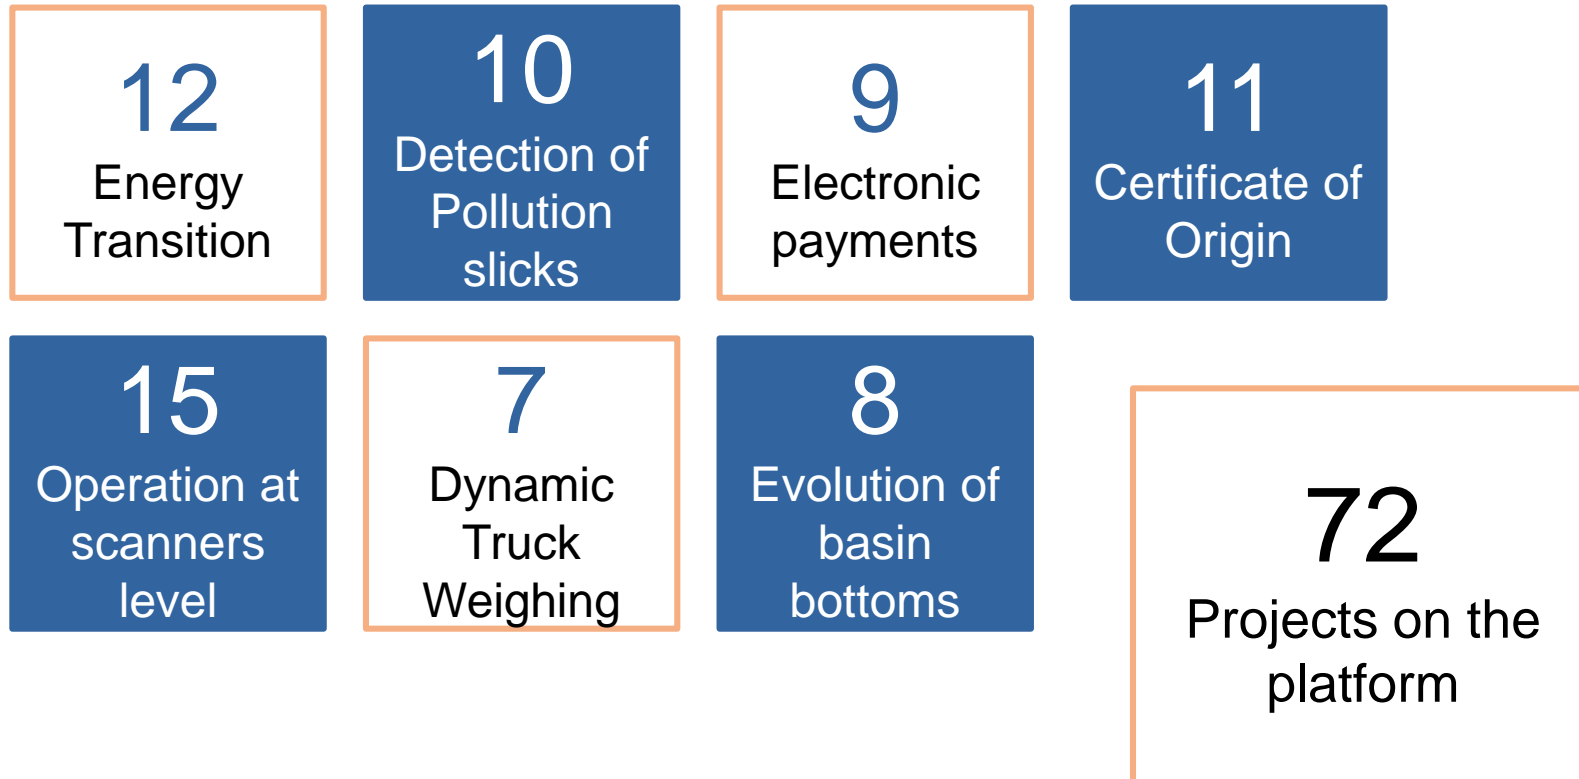 12
Energy
Transition
10
Detection of
Pollution
slicks
9
Electronic
payments
11
Certificate of
Origin
15
Operation at
scanners
level
7
Dynamic
Truck
Weighing
8
Evolution of
basin
bottoms
72
Projects on the
platform